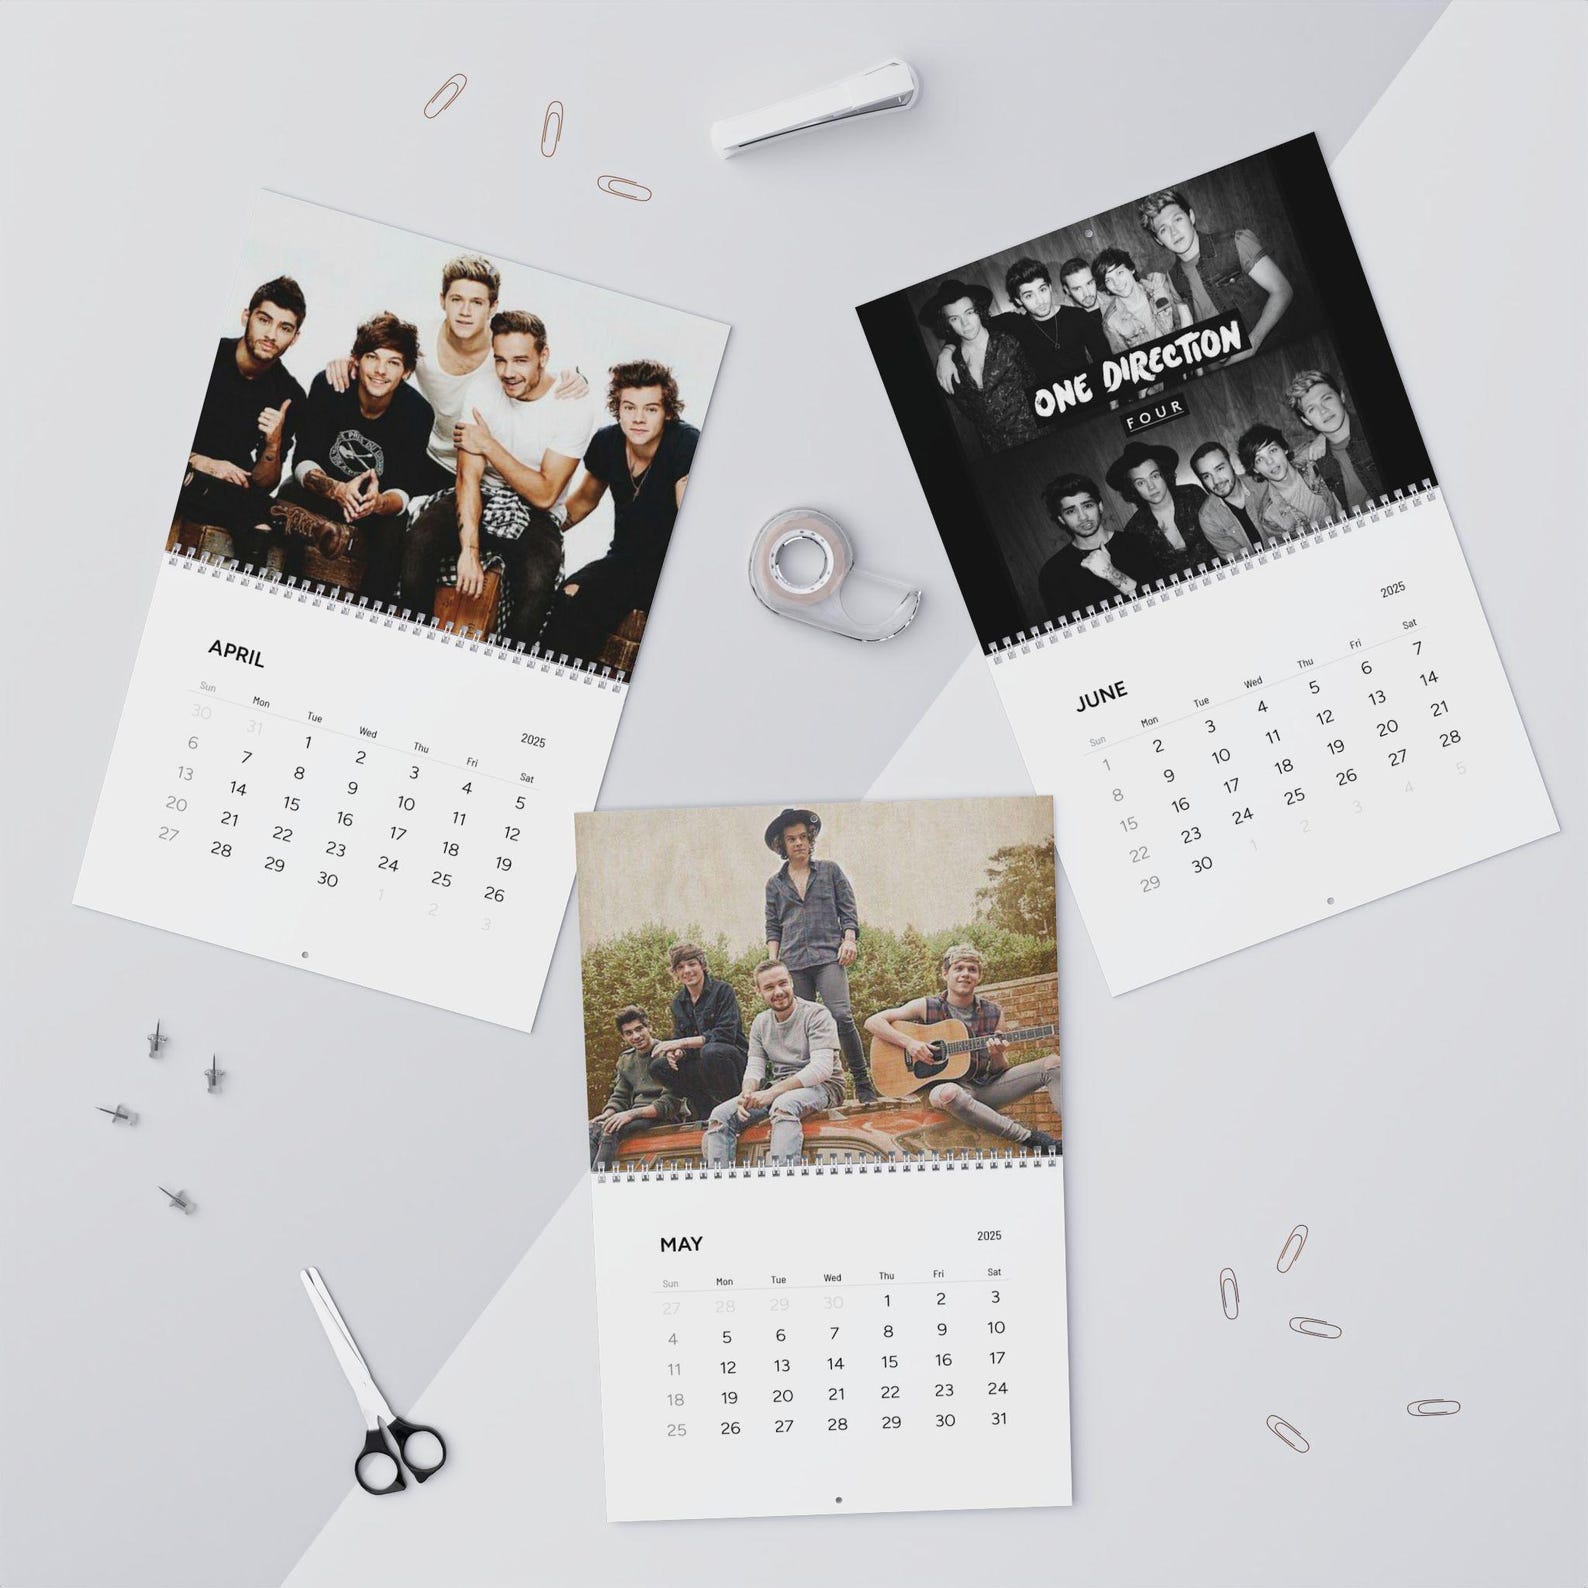 APRIL
2025
Sun Mon Tue Wed Thu Fri Sat
30 31 1 2 3 4 5
6 7 8 9 10 11 12
13 14 15 16 17 18 19
20 21 22 23 24 25 26
27 28 29 30 1 2 3
ONE DIRECTION
FOUR
JUNE
2025
Sun Mon Tue Wed Thu Fri Sat
1 2 3 4 5 6 7
8 9 10 11 12 13 14
15 16 17 18 19 20 21
22 23 24 25 26 27 28
29 30 1 2 3 4 5
MAY 2025
Sun Mon Tue Wed Thu Fri Sat
27 28 29 30 1 2 3
4 5 6 7 8 9 10
11 12 13 14 15 16 17
18 19 20 21 22 23 24
25 26 27 28 29 30 31